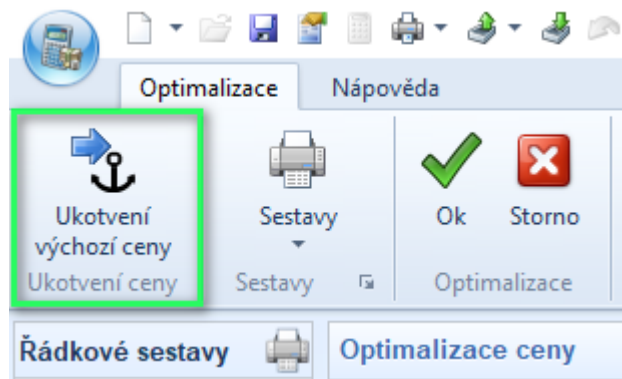 Optimalizace Nápověda
Ukotvení
výchozí ceny
Sestavy
Ok
Storno
Ukotvení ceny
Sestavy
Optimalizace
Řádkové sestavy
Optimalizace ceny